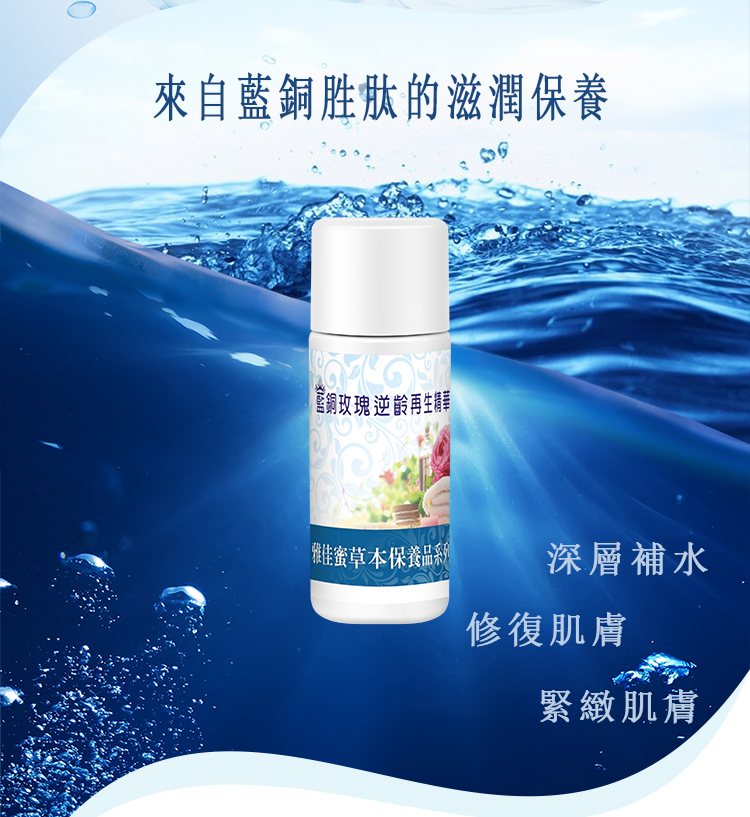 來自藍銅胜肽的滋潤保養
藍銅玫瑰逆齡再生精華
雅佳蜜草本保養品系列
深層補水
修復肌膚
緊緻肌膚